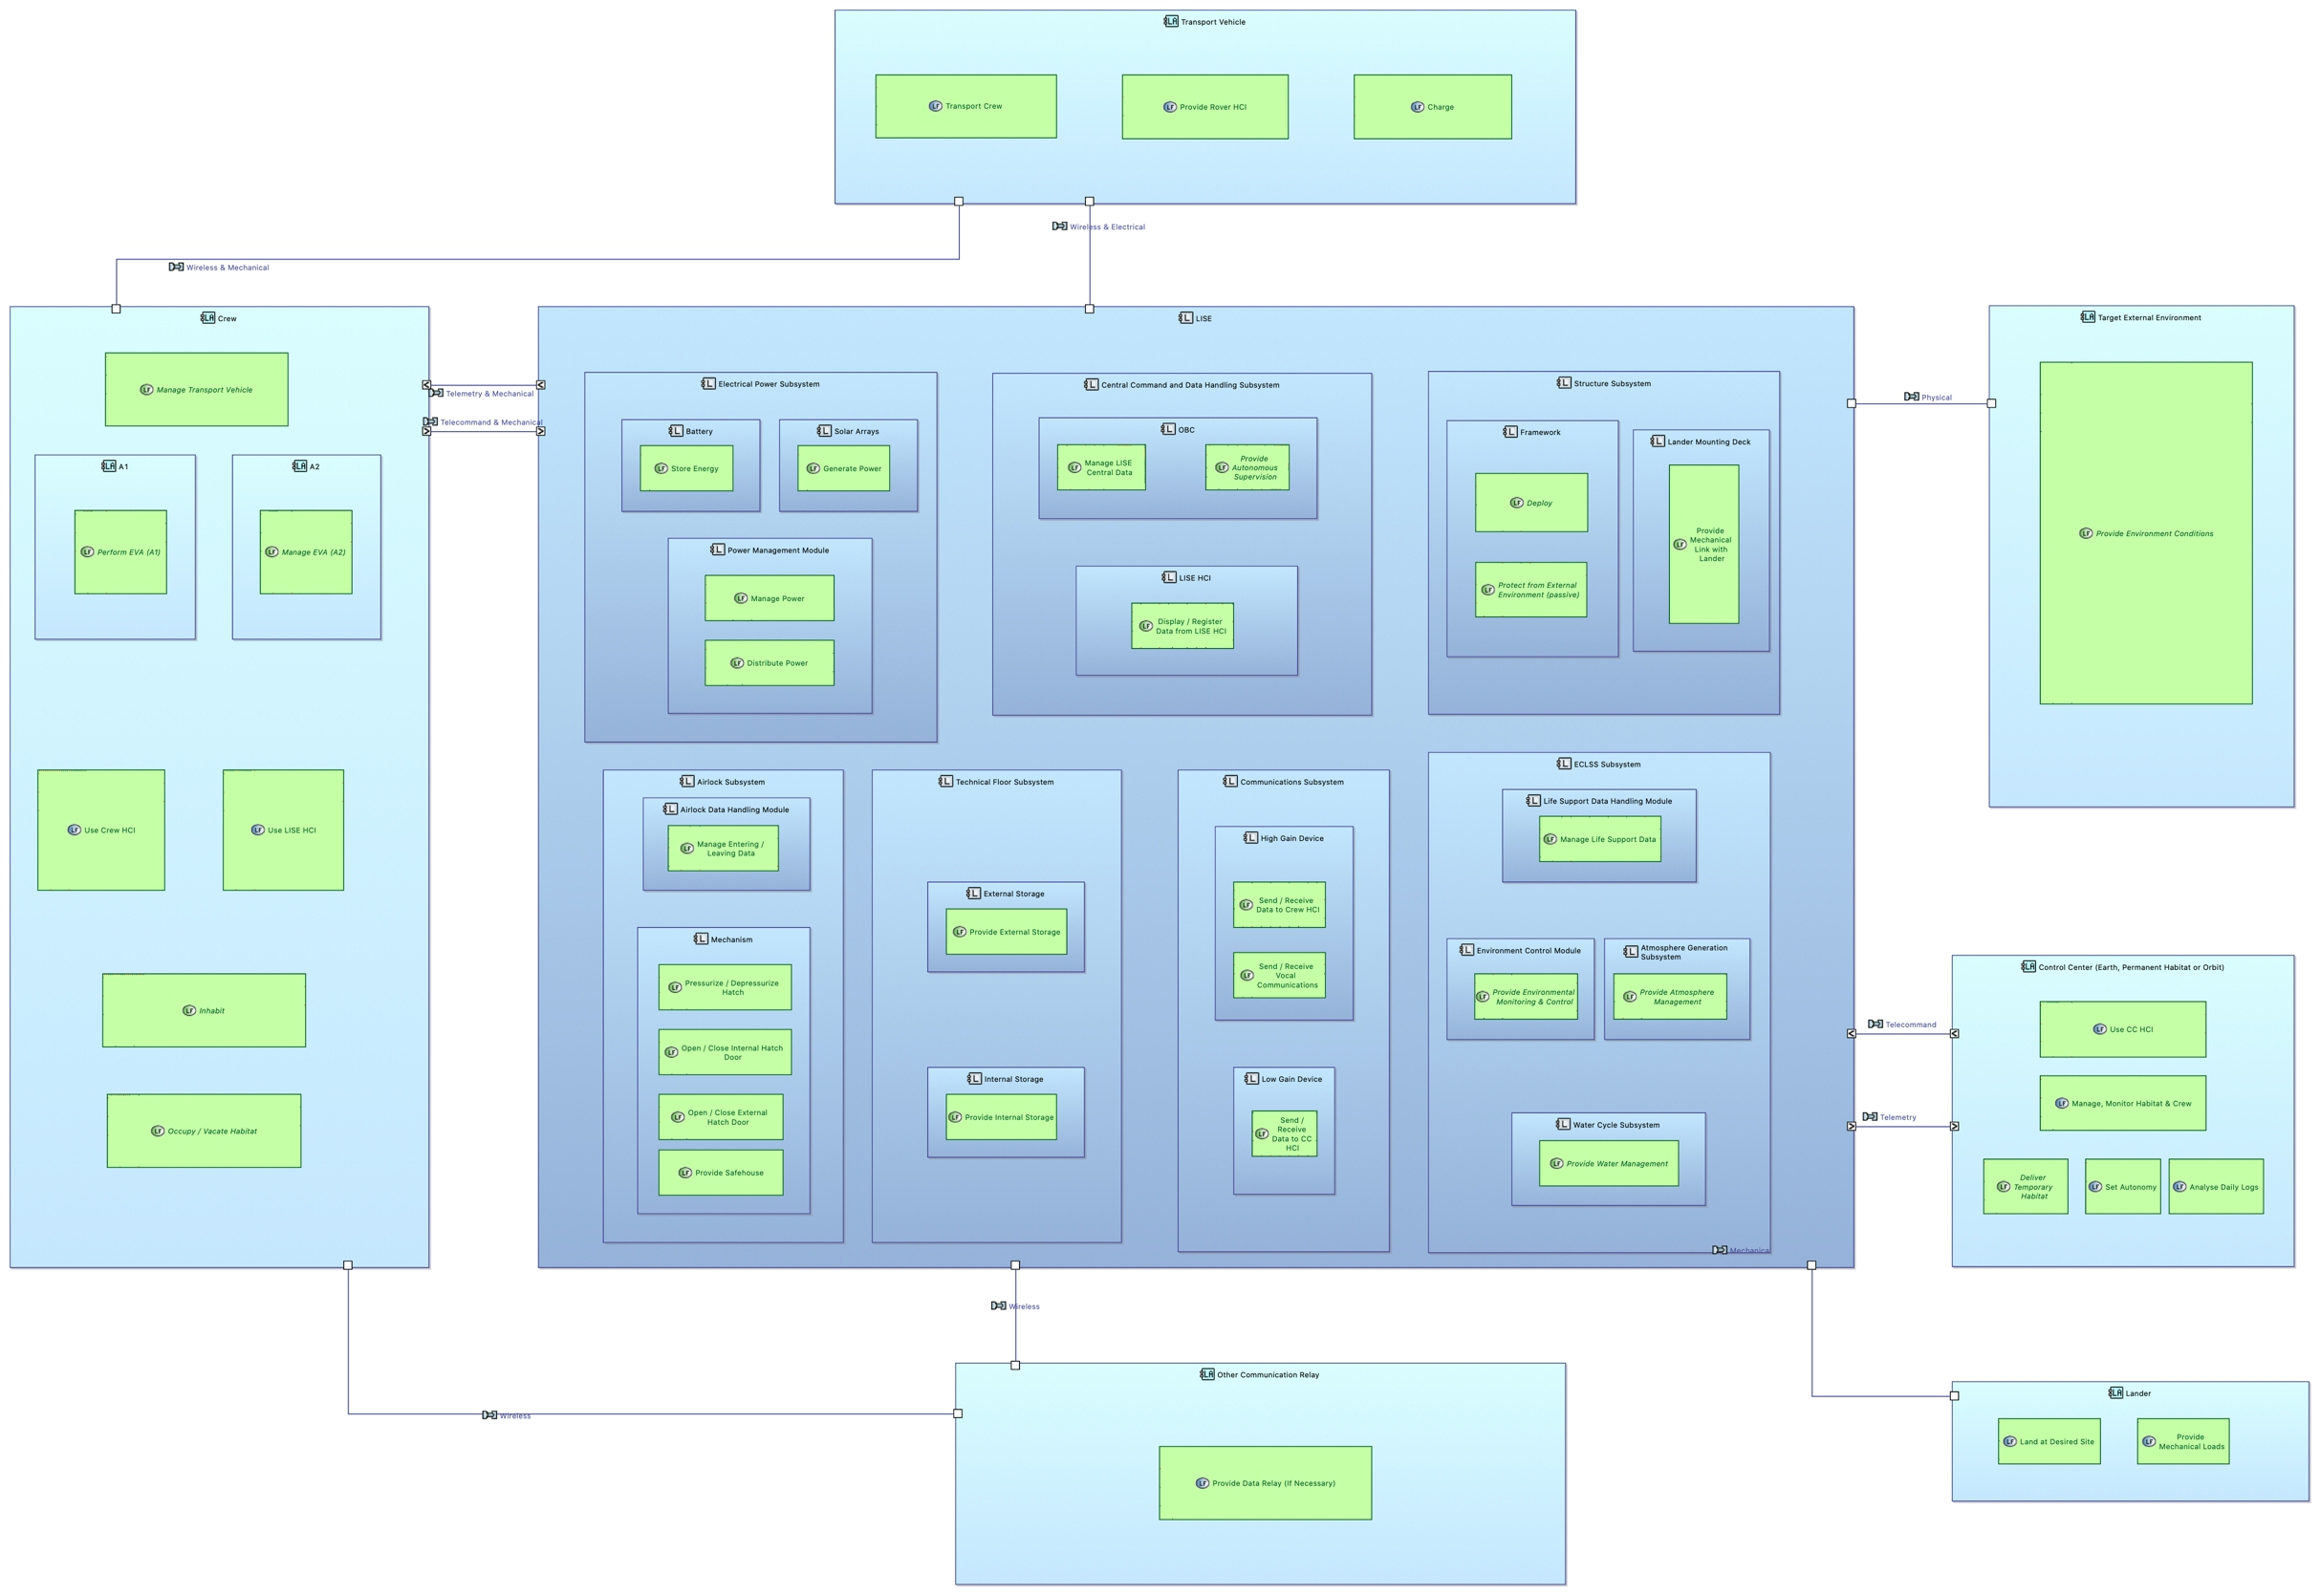 Transport Vehicle
Transport Crew
Provide Rover HCI
Charge
Wireless & Electrical
Wireless & Mechanical
Crew
Manage Transport Vehicle
A1
Perform EVA (A1)
A2
Manage EVA (A2)
Use Crew HCI
Use LISE HCI
Inhabit
Occupy / Vacate Habitat
Telemetry & Mechanical
Telecommand & Mechanical
LISE
Electrical Power Subsystem
Battery
Store Energy
Solar Arrays
Generate Power
Power Management Module
Manage Power
Distribute Power
Central Command and Data Handling Subsystem
OBC
Manage LISE
Central Data
Provide
Autonomous
Supervision
LISE HCI
Display / Register
Data from LISE HCI
Structure Subsystem
Framework
Deploy
Protect from External
Environment (passive)
Lander Mounting Deck
Provide
Mechanical
Link with
Lander
Airlock Subsystem
Airlock Data Handling Module
Manage Entering /
Leaving Data
Mechanism
Pressurize / Depressurize
Hatch
Open / Close Internal Hatch
Door
Open / Close External
Hatch Door
Provide Safehouse
Technical Floor Subsystem
External Storage
Provide External Storage
Internal Storage
Provide Internal Storage
Communications Subsystem
High Gain Device
Send / Receive
Data to Crew HCI
Send / Receive
Vocal
Communications
Low Gain Device
Send /
Receive
Data to CC
HCI
ECLSS Subsystem
Life Support Data Handling Module
Manage Life Support Data
Environment Control Module
Provide Environmental
Monitoring & Control
Atmosphere Generation
Subsystem
Provide Atmosphere
Management
Water Cycle Subsystem
Provide Water Management
Mechanical
Physical
Target External Environment
Provide Environment Conditions
Telecommand
Telemetry
Control Center (Earth, Permanent Habitat or Orbit)
Use CC HCI
Manage, Monitor Habitat & Crew
Deliver
Temporary
Habitat
Set Autonomy
Analyse Daily Logs
Wireless
Wireless
Other Communication Relay
Provide Data Relay (If Necessary)
Lander
Land at Desired Site
Provide
Mechanical Loads